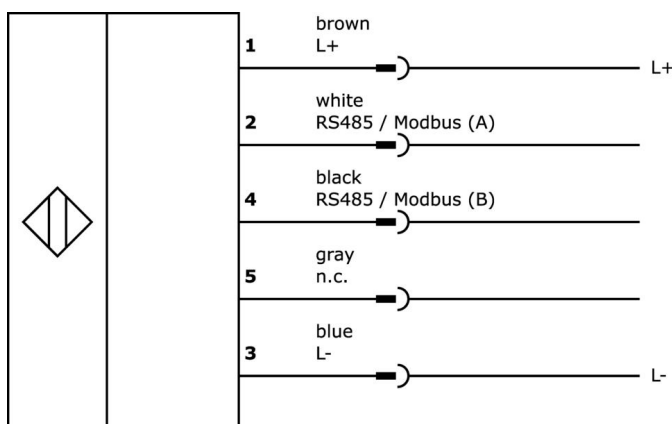 brown
1 L+ L+
white
2 RS485 / Modbus (A)
black
4 RS485 / Modbus (B)
gray
5 n.c.
blue
3 L- L-